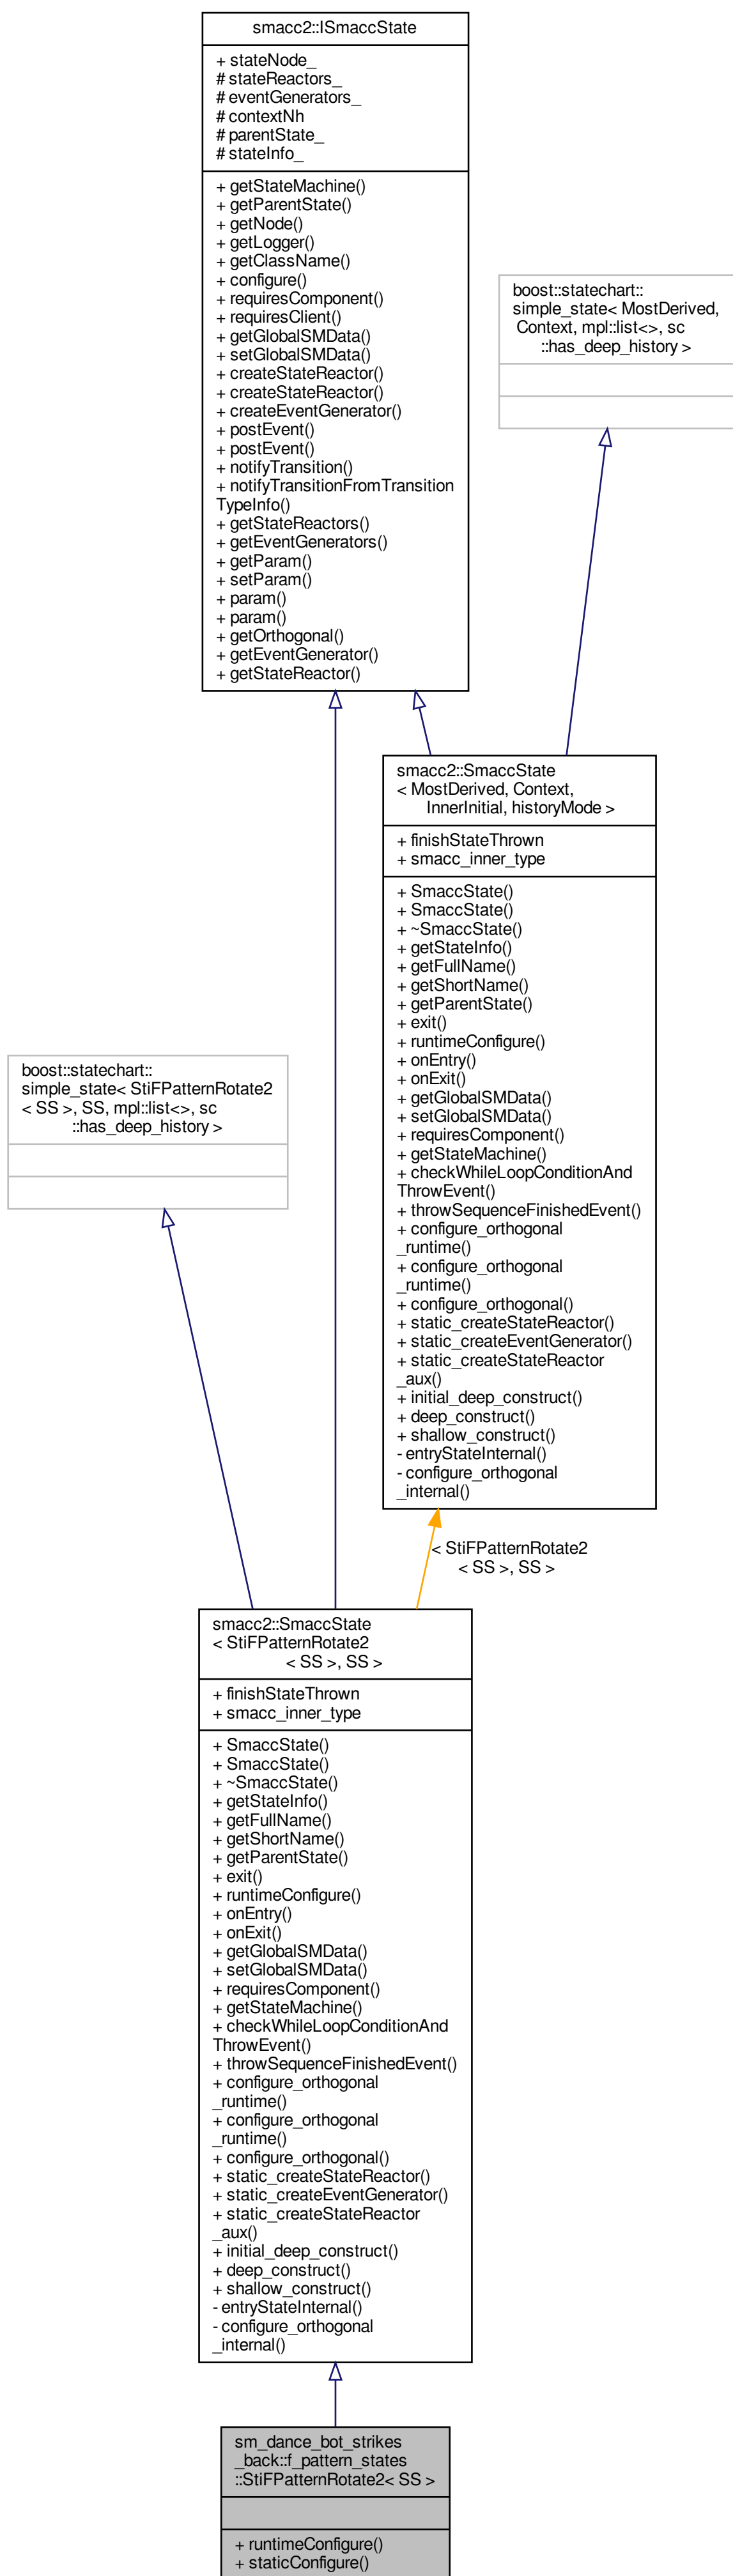 smacc2::ISmaccState
+ stateNode_
# stateReactors_
# eventGenerators_
# contextNh
# parentState_
# stateInfo_
+ getStateMachine()
+ getParentState()
+ getNode()
+ getLogger()
+ getClassName()
+ configure()
+ requiresComponent()
+ requiresClient()
+ getGlobalSMData()
+ setGlobalSMData()
+ createStateReactor()
+ createStateReactor()
+ createEventGenerator()
+ postEvent()
+ postEvent()
+ notifyTransition()
+ notifyTransitionFromTransition
TypeInfo()
+ getStateReactors()
+ getEventGenerators()
+ getParam()
+ setParam()
+ param()
+ param()
+ getOrthogonal()
+ getEventGenerator()
+ getStateReactor()
boost::statechart::
simple_state< MostDerived,
Context, mpl::list<>, sc
::has_deep_history >
smacc2::SmaccState
< MostDerived, Context,
InnerInitial, historyMode >
+ finishStateThrown
+ smacc_inner_type
+ SmaccState()
+ SmaccState()
+ ~SmaccState()
+ getStateInfo()
+ getFullName()
+ getShortName()
+ getParentState()
+ exit()
+ runtimeConfigure()
+ onEntry()
+ onExit()
+ getGlobalSMData()
+ setGlobalSMData()
+ requiresComponent()
+ getStateMachine()
+ checkWhileLoopConditionAnd
ThrowEvent()
+ throwSequenceFinishedEvent()
+ configure_orthogonal
_runtime()
+ configure_orthogonal
_runtime()
+ configure_orthogonal()
+ static_createStateReactor()
+ static_createEventGenerator()
+ static_createStateReactor
_aux()
+ initial_deep_construct()
+ deep_construct()
+ shallow_construct()
- entryStateInternal()
- configure_orthogonal
_internal()
boost::statechart::
simple_state< StiFPatternRotate2
< SS >, SS, mpl::list<>, sc
::has_deep_history >
< StiFPatternRotate2
< SS >, SS >
smacc2::SmaccState
< StiFPatternRotate2
< SS >, SS >
+ finishStateThrown
+ smacc_inner_type
+ SmaccState()
+ SmaccState()
+ ~SmaccState()
+ getStateInfo()
+ getFullName()
+ getShortName()
+ getParentState()
+ exit()
+ runtimeConfigure()
+ onEntry()
+ onExit()
+ getGlobalSMData()
+ setGlobalSMData()
+ requiresComponent()
+ getStateMachine()
+ checkWhileLoopConditionAnd
ThrowEvent()
+ throwSequenceFinishedEvent()
+ configure_orthogonal
_runtime()
+ configure_orthogonal
_runtime()
+ configure_orthogonal()
+ static_createStateReactor()
+ static_createEventGenerator()
+ static_createStateReactor
_aux()
+ initial_deep_construct()
+ deep_construct()
+ shallow_construct()
- entryStateInternal()
- configure_orthogonal
_internal()
sm_dance_bot_strikes
_back::f_pattern_states
::StiFPatternRotate2< SS >
+ runtimeConfigure()
+ staticConfigure()